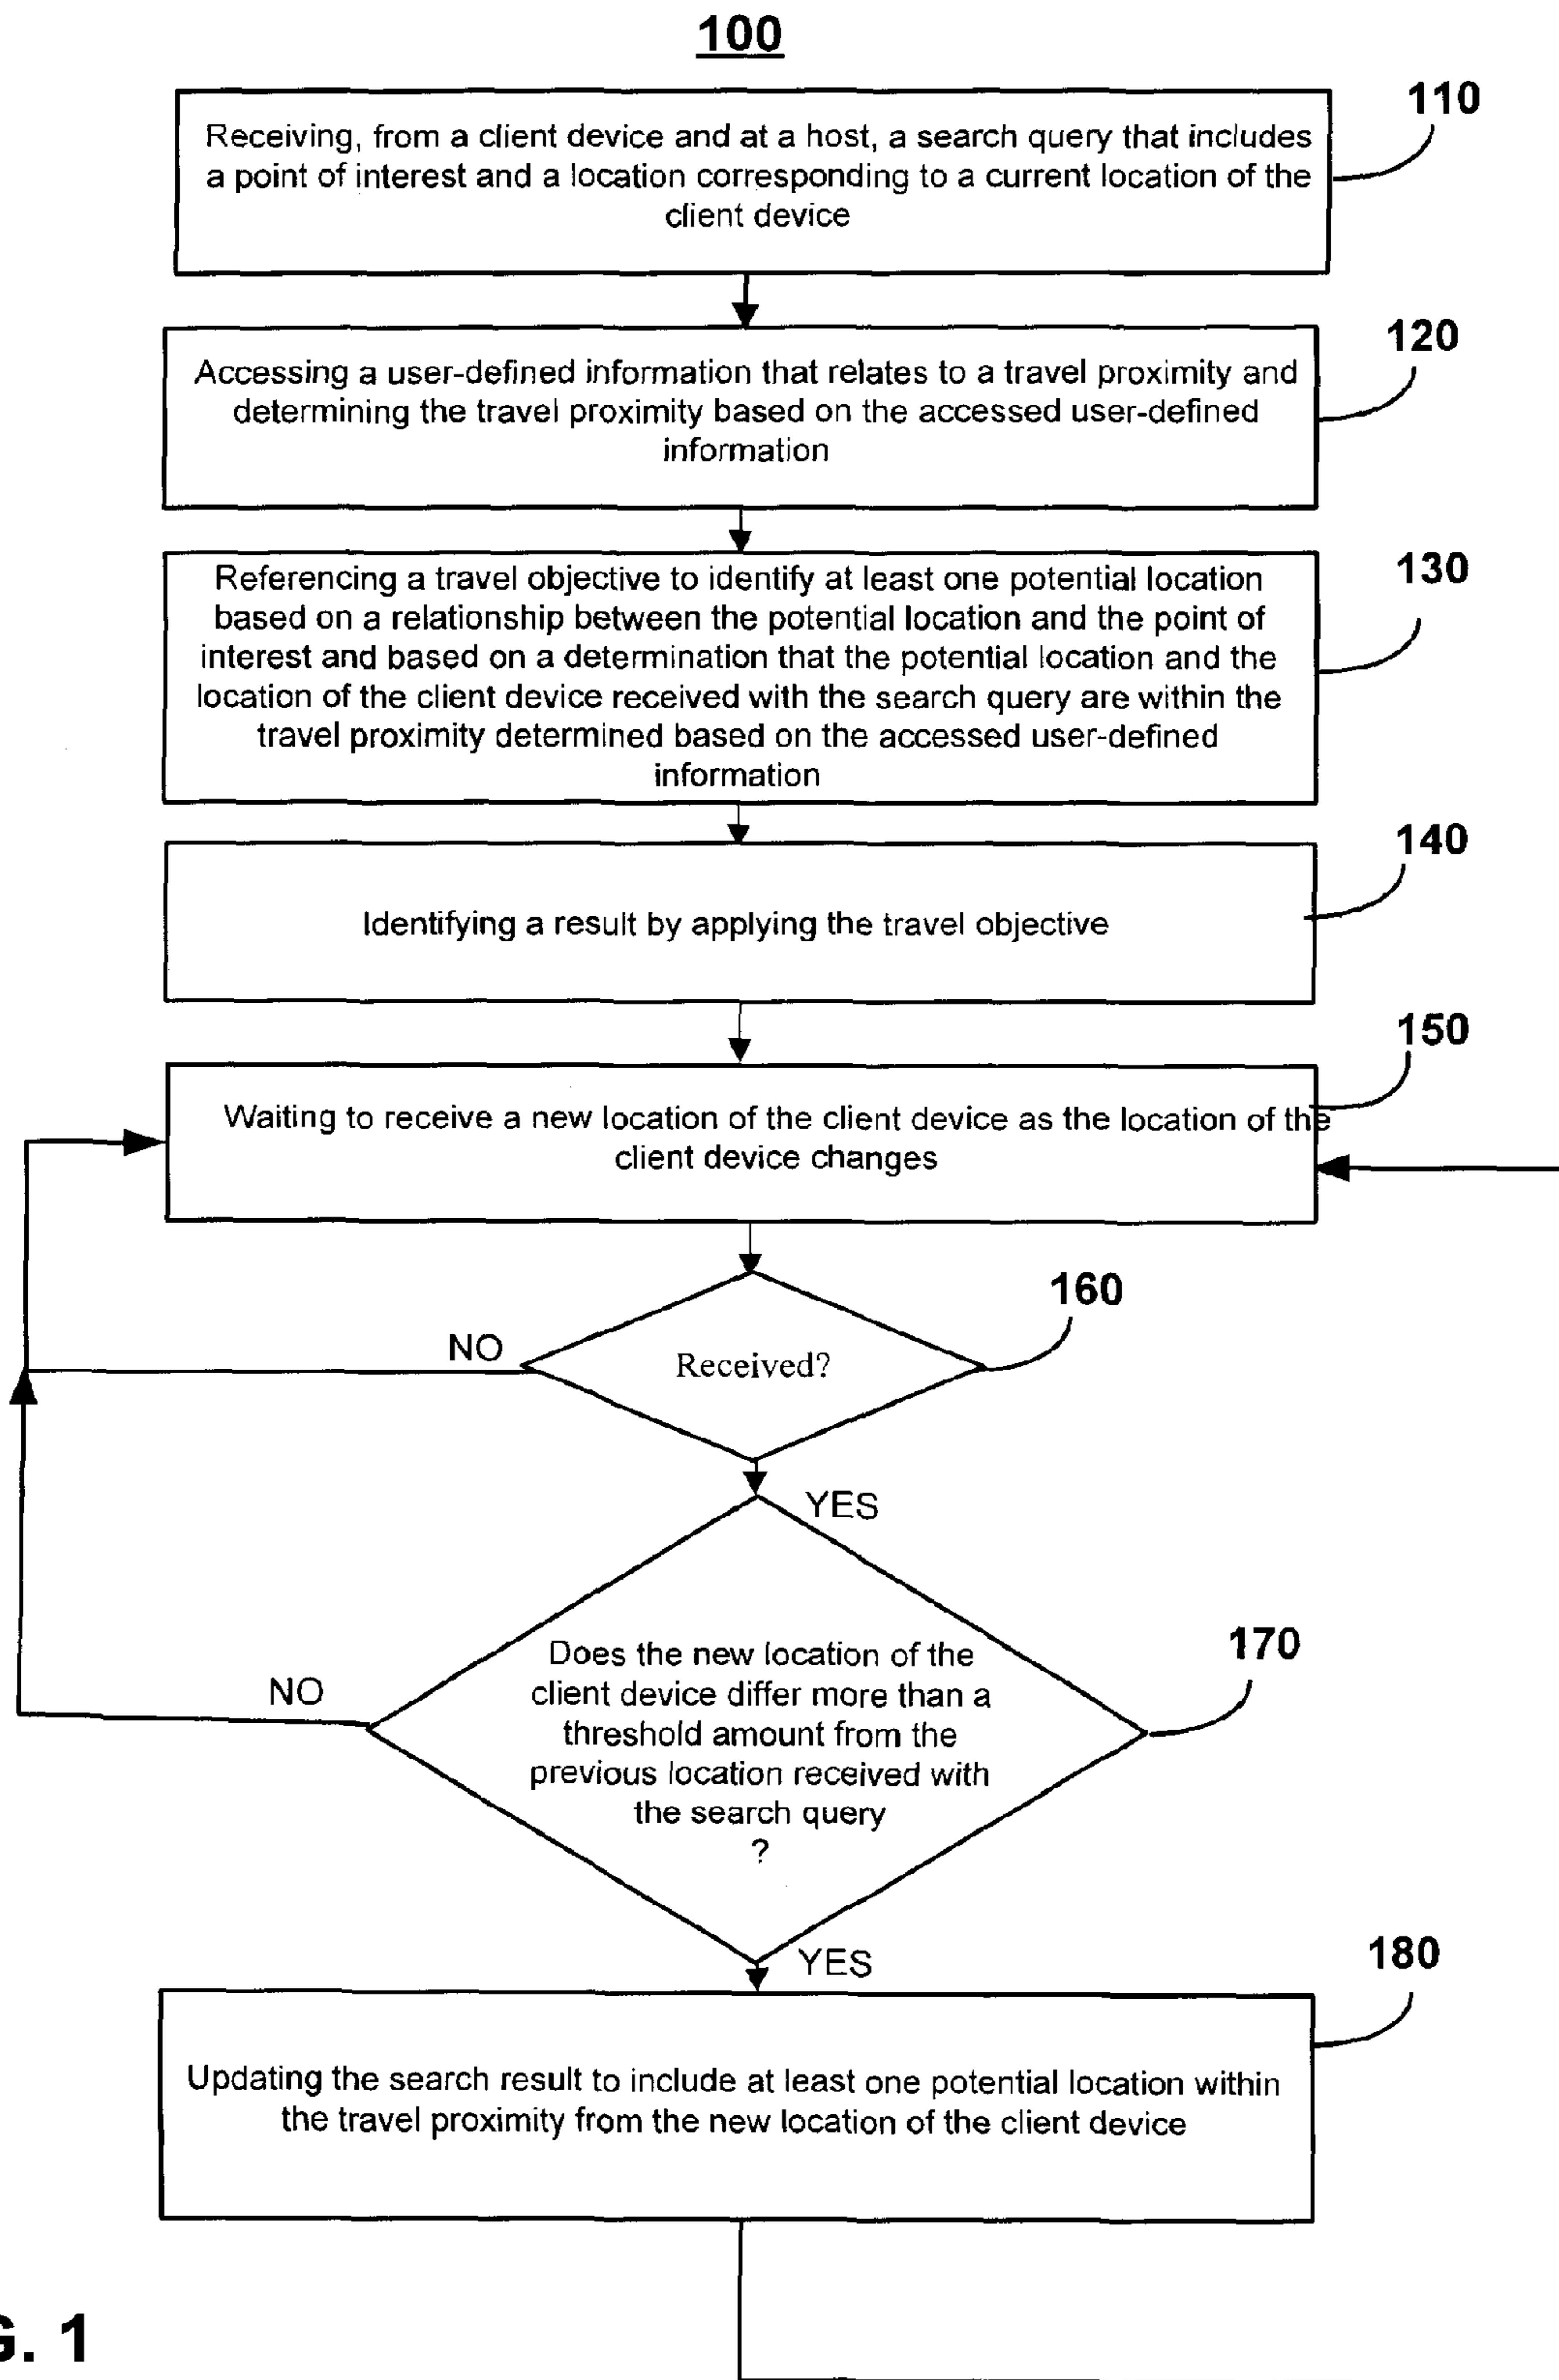 100
110
Receiving, from a client device and at a host, a search query that includes
a point of interest and a location corresponding to a current location of the
client device
120
Accessing a user-defined information that relates to a travel proximity and
determining the travel proximity based on the accessed user-defined
information
130
Referencing a travel objective to identify at least one potential location
based on a relationship between the potential location and the point of
interest and based on a determination that the potential location and the
location of the client device received with the search query are within the
travel proximity determined based on the accessed user-defined
information
140
Identifying a result by applying the travel objective
150
Waiting to receive a new location of the client device as the location of the
client device changes
160
NO
Received?
YES
170
NO
Does the new location of the
client device differ more than a
threshold amount from the
previous location received with
the search query
?
YES
180
Updating the search result to include at least one potential location within
the travel proximity from the new location of the client device
G. 1